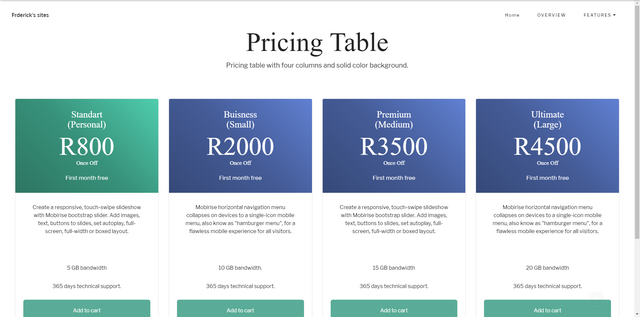 Frderick's sites
Home OVERVIEW FEATURES
Pricing Table
Pricing table with four columns and solid color background.
Standart
(Personal)
R800
Once Off
First month free
Create a responsive, touch-swipe slideshow
with Mobirise bootstrap slider. Add images,
text, buttons to slides, set autoplay, full-
screen, full-width or boxed layout.
5 GB bandwidth
365 days technical support.
Add to cart
Buisness
(Small)
R2000
Once Off
First month free
Mobirise horizontal navigation menu
collapses on devices to a single-icon mobile
menu, also know as "hamburger menu", for a
flawless mobile experience for all visitors.
10 GB bandwidth.
365 days technical support.
Add to cart
Premium
(Medium)
R3500
Once Off
First month free
Create a responsive, touch-swipe slideshow
with Mobirise bootstrap slider. Add images,
text, buttons to slides, set autoplay, full-
screen, full-width or boxed layout.
15 GB bandwidth
365 days technical support.
Add to cart
Ultimate
(Large)
R4500
Once Off
First month free
Mobirise horizontal navigation menu
collapses on devices to a single-icon mobile
menu, also know as "hamburger menu", for a
flawless mobile experience for all visitors.
20 GB bandwidth
365 days technical support.
Add to cart